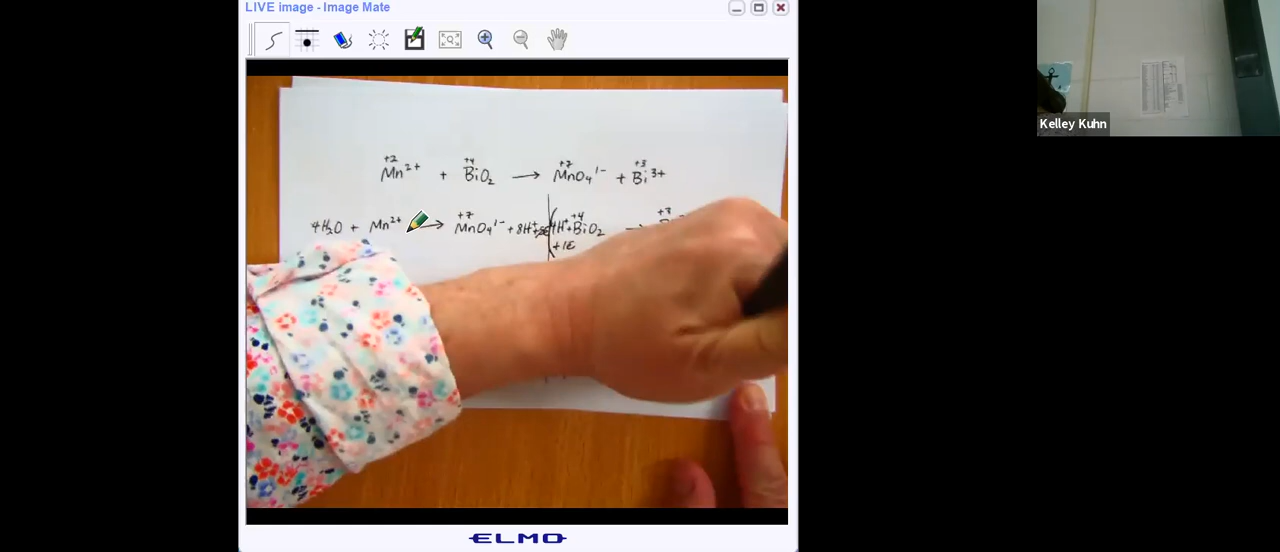 LIVE image - Image Mate
Kelley Kuhn
+2 +4 +7 +3
Mn²⁺ + BiO₂ → MnO₄¹⁻ + Bi³⁺
+7 +4
4H₂O + Mn²⁺ → MnO₄¹⁻ + 8H⁺ 4H⁺ + BiO₂ →
+1e
ELMO